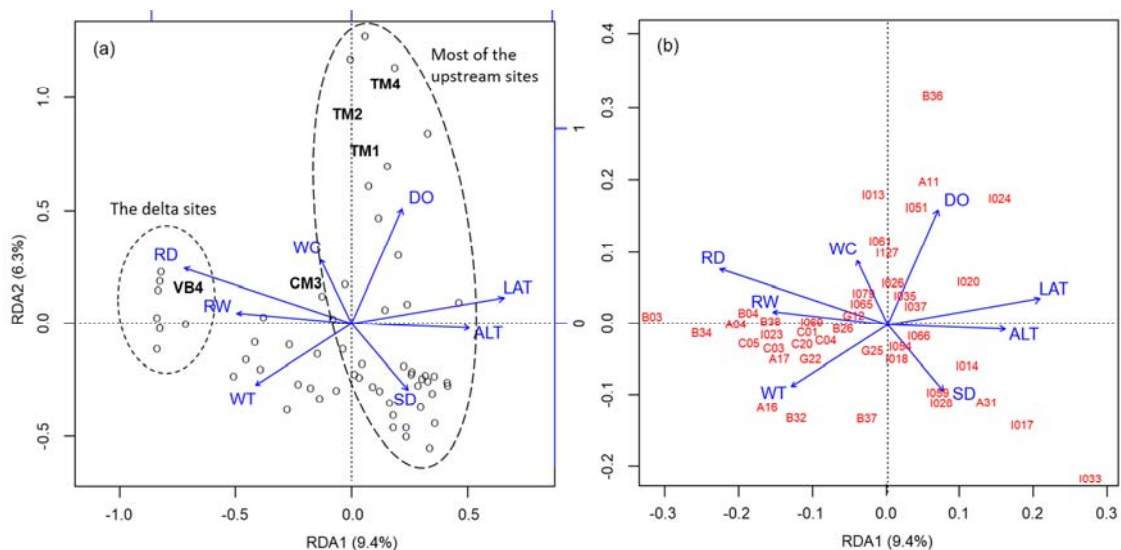 (a)
Most of the
upstream sites
TM4
TM2
TM1
DO
The delta sites
RD
WC
VB4
CM3
RW
LAT
ALT
WT
SD
1.0
0.5
0.0
-0.5
RDA2 (6.3%)
1
0
-1.0
-0.5
0.0
0.5
RDA1 (9.4%)
(b)
B36
A11
I013
I024
I051
DO
I061
I127
WC
RD
I026
I020
I079
I035
LAT
I065
I037
RW
B03
B04
G12
A04
B38
I069
B26
ALT
B34
I023
C01
I066
C05
C20
C04
C03
G25
I054
A17
G22
I018
I014
WT
SD
I028
A31
A16
B32
B37
I017
I033
0.4
0.3
0.2
0.1
0.0
-0.1
-0.2
-0.3
-0.2
-0.1
0.0
0.1
0.2
0.3
RDA1 (9.4%)